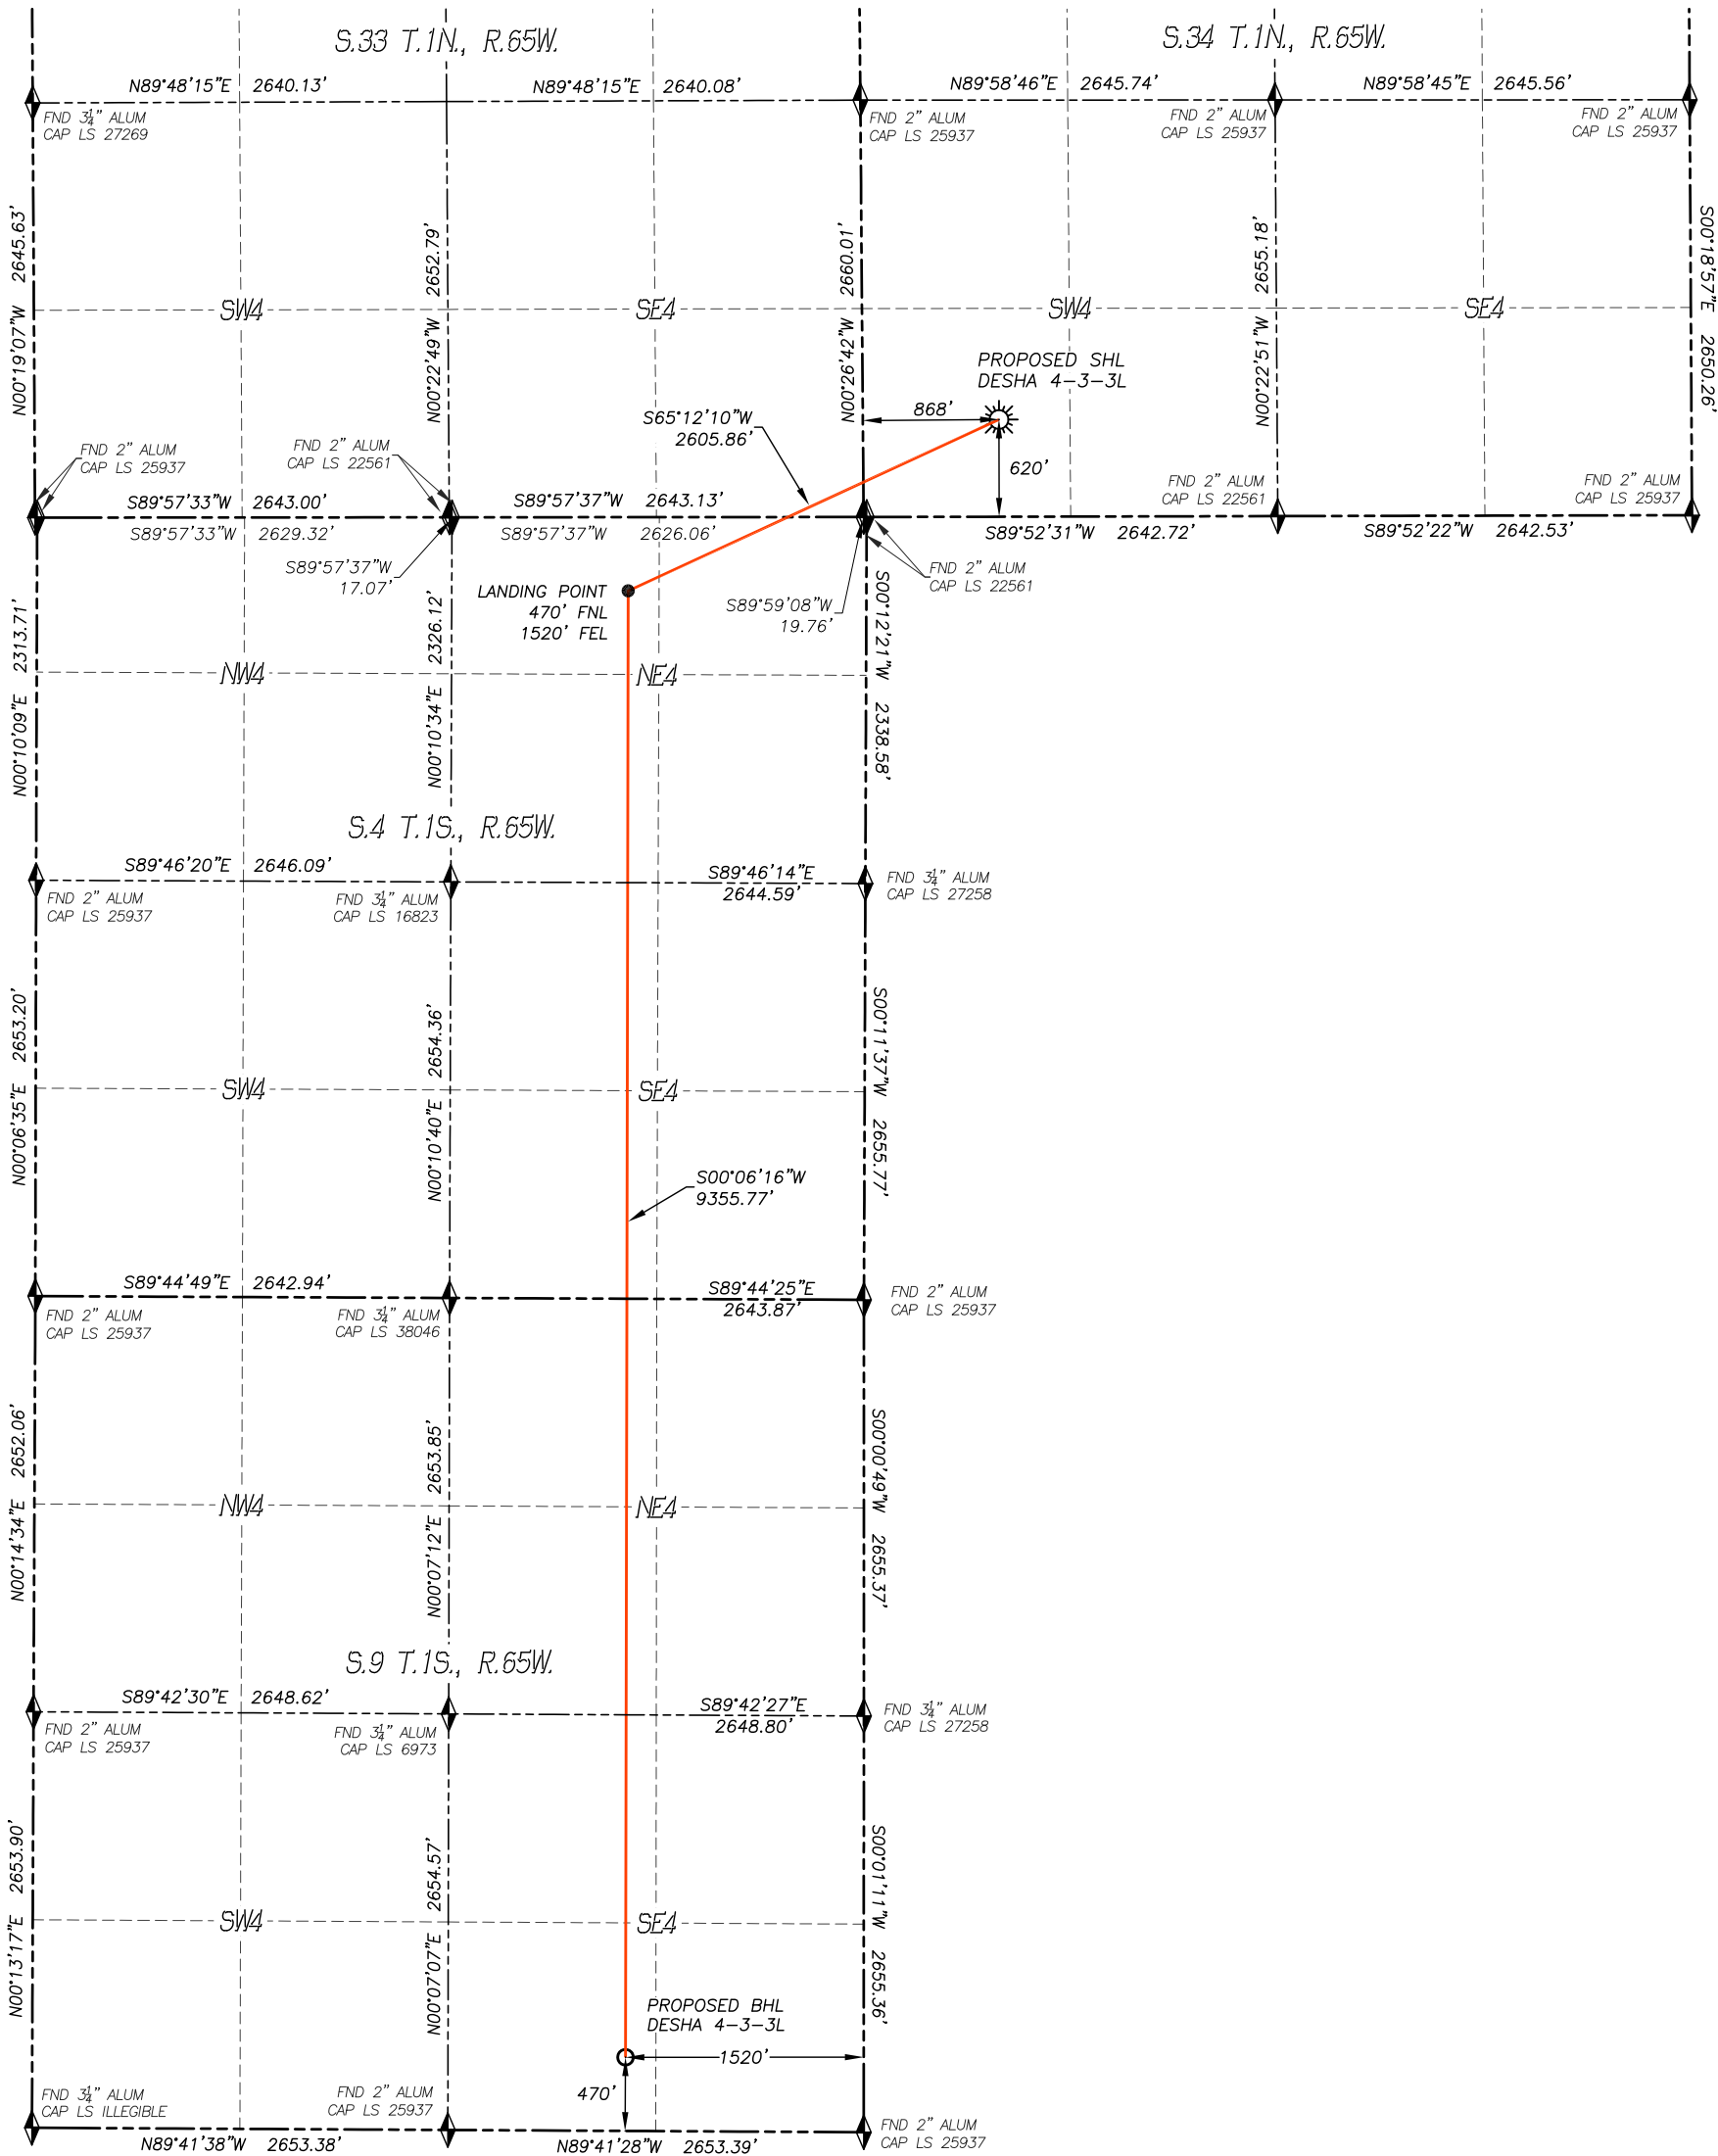 S.33 T.1N., R.65W.
S.34 T.1N., R.65W.
N89°48'15"E 2640.13'
N89°48'15"E 2640.08'
N89°58'46"E 2645.74'
N89°58'45"E 2645.56'
FND 3¼" ALUM
CAP LS 27269
FND 2" ALUM
CAP LS 25937
FND 2" ALUM
CAP LS 25937
FND 2" ALUM
CAP LS 25937
N00°19'07"W 2645.63'
N00°22'49"W 2652.79'
N00°26'42"W 2660.01'
N00°22'51"W 2655.18'
S00°18'57"E 2650.26'
SW4
SE4
SW4
SE4
PROPOSED SHL
DESHA 4-3-3L
868'
620'
S65°12'10"W
2605.86'
FND 2" ALUM
CAP LS 25937
FND 2" ALUM
CAP LS 22561
FND 2" ALUM
CAP LS 22561
FND 2" ALUM
CAP LS 25937
S89°57'33"W 2643.00'
S89°57'37"W 2643.13'
S89°57'33"W 2629.32'
S89°57'37"W 2626.06'
S89°52'31"W 2642.72'
S89°52'22"W 2642.53'
S89°57'37"W
17.07'
FND 2" ALUM
CAP LS 22561
LANDING POINT
470' FNL
1520' FEL
S89°59'08"W
19.76'
N00°10'09"E 2313.71'
N00°10'34"E 2326.12'
S00°12'21"W 2338.58'
NW4
NE4
S.4 T.1S., R.65W.
S89°46'20"E 2646.09'
S89°46'14"E
2644.59'
FND 2" ALUM
CAP LS 25937
FND 3¼" ALUM
CAP LS 16823
FND 3¼" ALUM
CAP LS 27258
N00°06'35"E 2653.20'
N00°10'40"E 2654.36'
S00°11'37"W 2655.77'
SW4
SE4
S00°06'16"W
9355.77'
S89°44'49"E 2642.94'
S89°44'25"E
2643.87'
FND 2" ALUM
CAP LS 25937
FND 3¼" ALUM
CAP LS 38046
FND 2" ALUM
CAP LS 25937
N00°14'34"E 2652.06'
N00°07'12"E 2653.85'
S00°00'49"W 2655.37'
NW4
NE4
S.9 T.1S., R.65W.
S89°42'30"E 2648.62'
S89°42'27"E
2648.80'
FND 2" ALUM
CAP LS 25937
FND 3¼" ALUM
CAP LS 6973
FND 3¼" ALUM
CAP LS 27258
N00°13'17"E 2653.90'
N00°07'07"E 2654.57'
S00°01'11"W 2655.36'
SW4
SE4
PROPOSED BHL
DESHA 4-3-3L
1520'
470'
FND 3¼" ALUM
CAP LS ILLEGIBLE
FND 2" ALUM
CAP LS 25937
FND 2" ALUM
CAP LS 25937
N89°41'38"W 2653.38'
N89°41'28"W 2653.39'